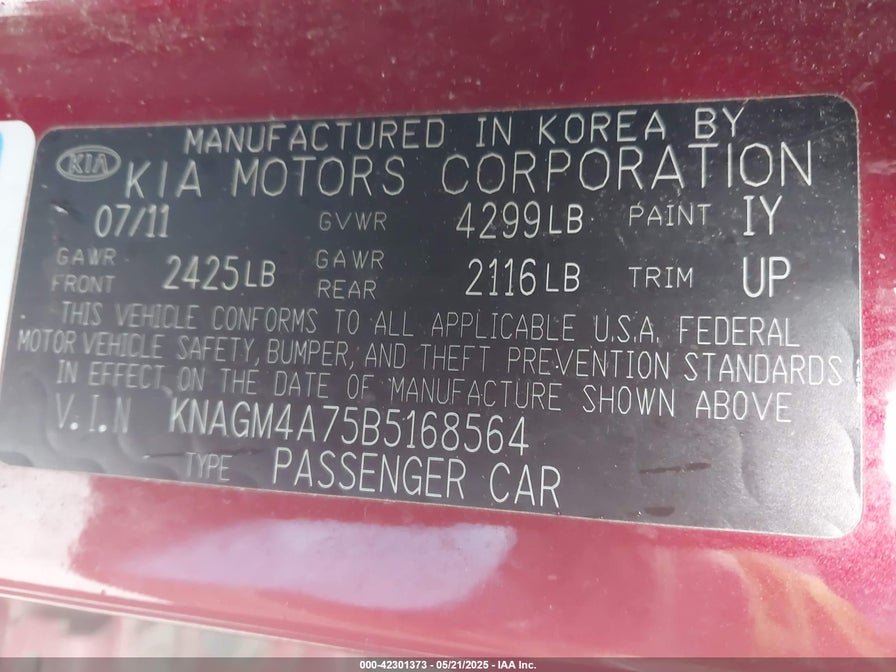 MANUFACTURED IN KOREA BY
KIA KIA MOTORS CORPORATION
07/11 GVWR 4299LB PAINT IY
GAWR FRONT 2425LB GAWR REAR 2116LB TRIM UP
THIS VEHICLE CONFORMS TO ALL APPLICABLE U.S.A. FEDERAL
MOTOR VEHICLE SAFETY, BUMPER, AND THEFT PREVENTION STANDARDS
IN EFFECT ON THE DATE OF MANUFACTURE SHOWN ABOVE
V.I.N KNAGM4A75B5168564
TYPE PASSENGER CAR
000-42301373 - 05/21/2025 - IAA Inc.